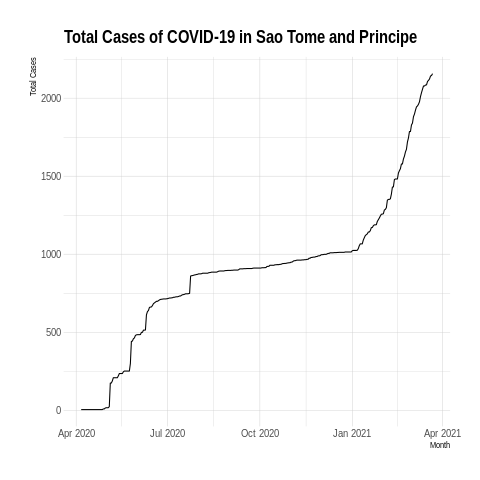 Total Cases of COVID-19 in Sao Tome and Principe
Total Cases
2000
1500
1000
500
0
Apr 2020 Jul 2020 Oct 2020 Jan 2021 Apr 2021
Month